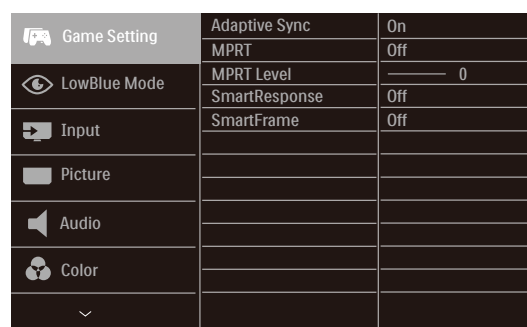 Game Setting
LowBlue Mode
Input
Picture
Audio
Color
Adaptive Sync On
MPRT Off
MPRT Level 0
SmartResponse Off
SmartFrame Off